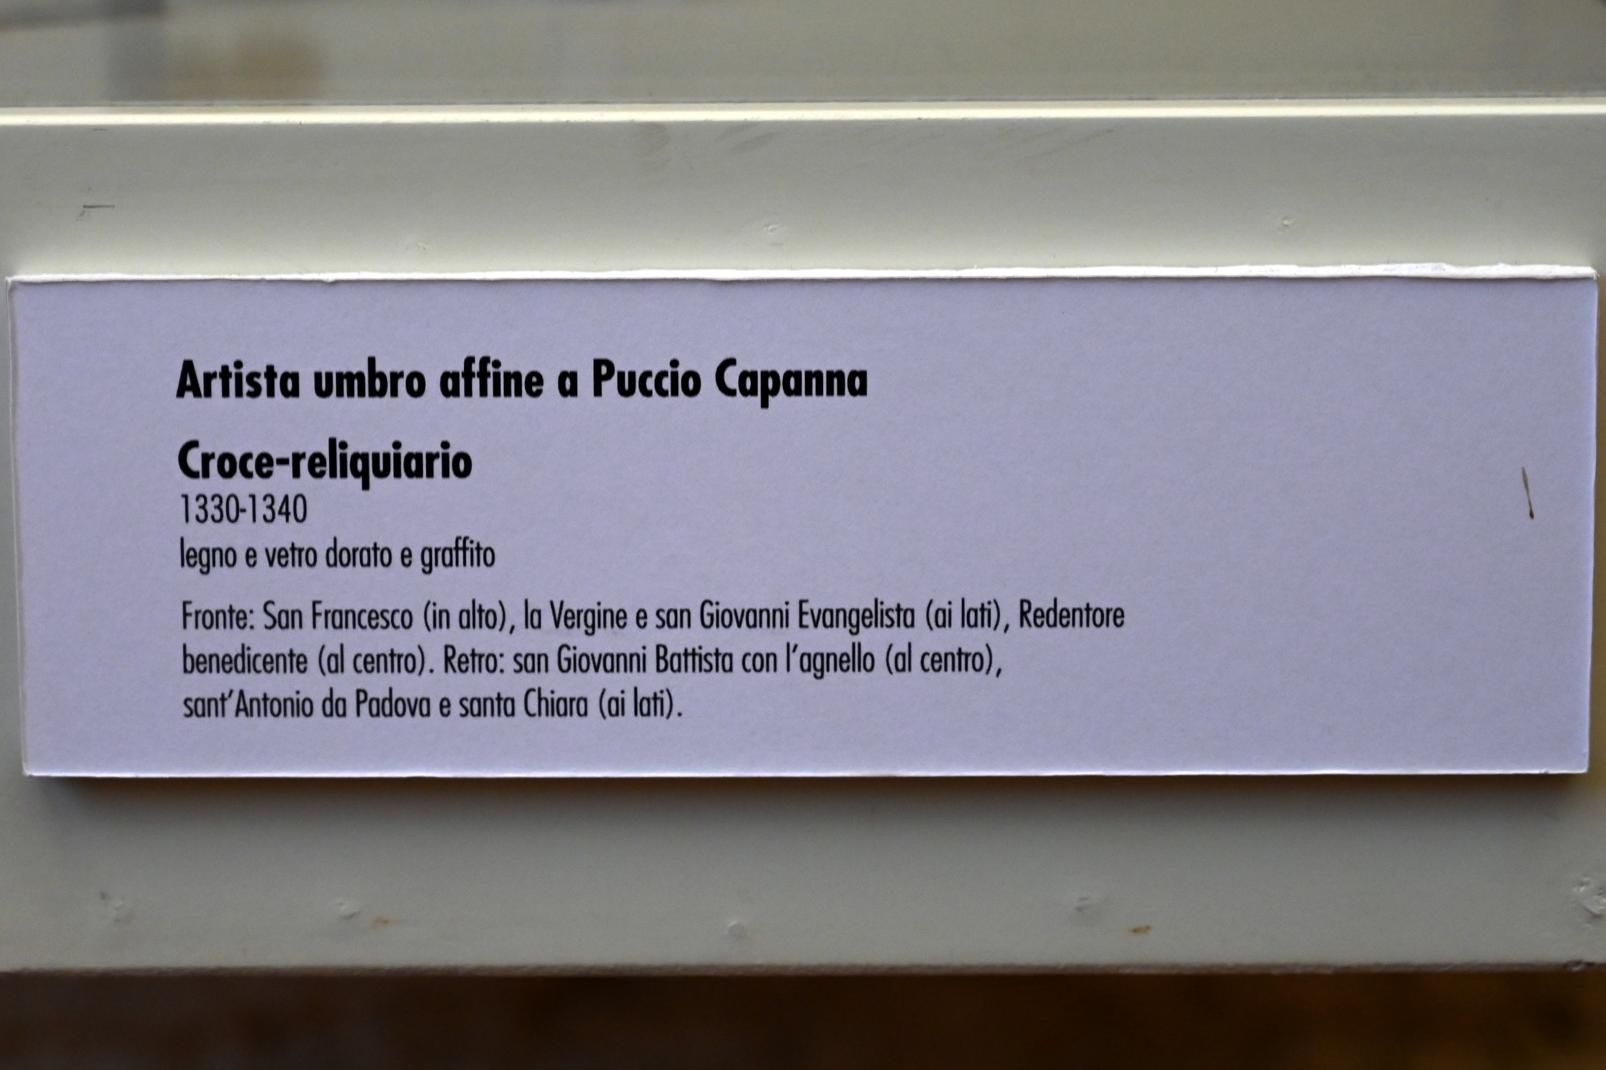 Artista umbro affine a Puccio Capanna
Croce-reliquiario
1330-1340
legno e vetro dorato e graffito
Fronte: San Francesco (in alto), la Vergine e san Giovanni Evangelista (ai lati), Redentore
benedicente (al centro). Retro: san Giovanni Battista con l'agnello (al centro),
sant'Antonio da Padova e santa Chiara (ai lati).